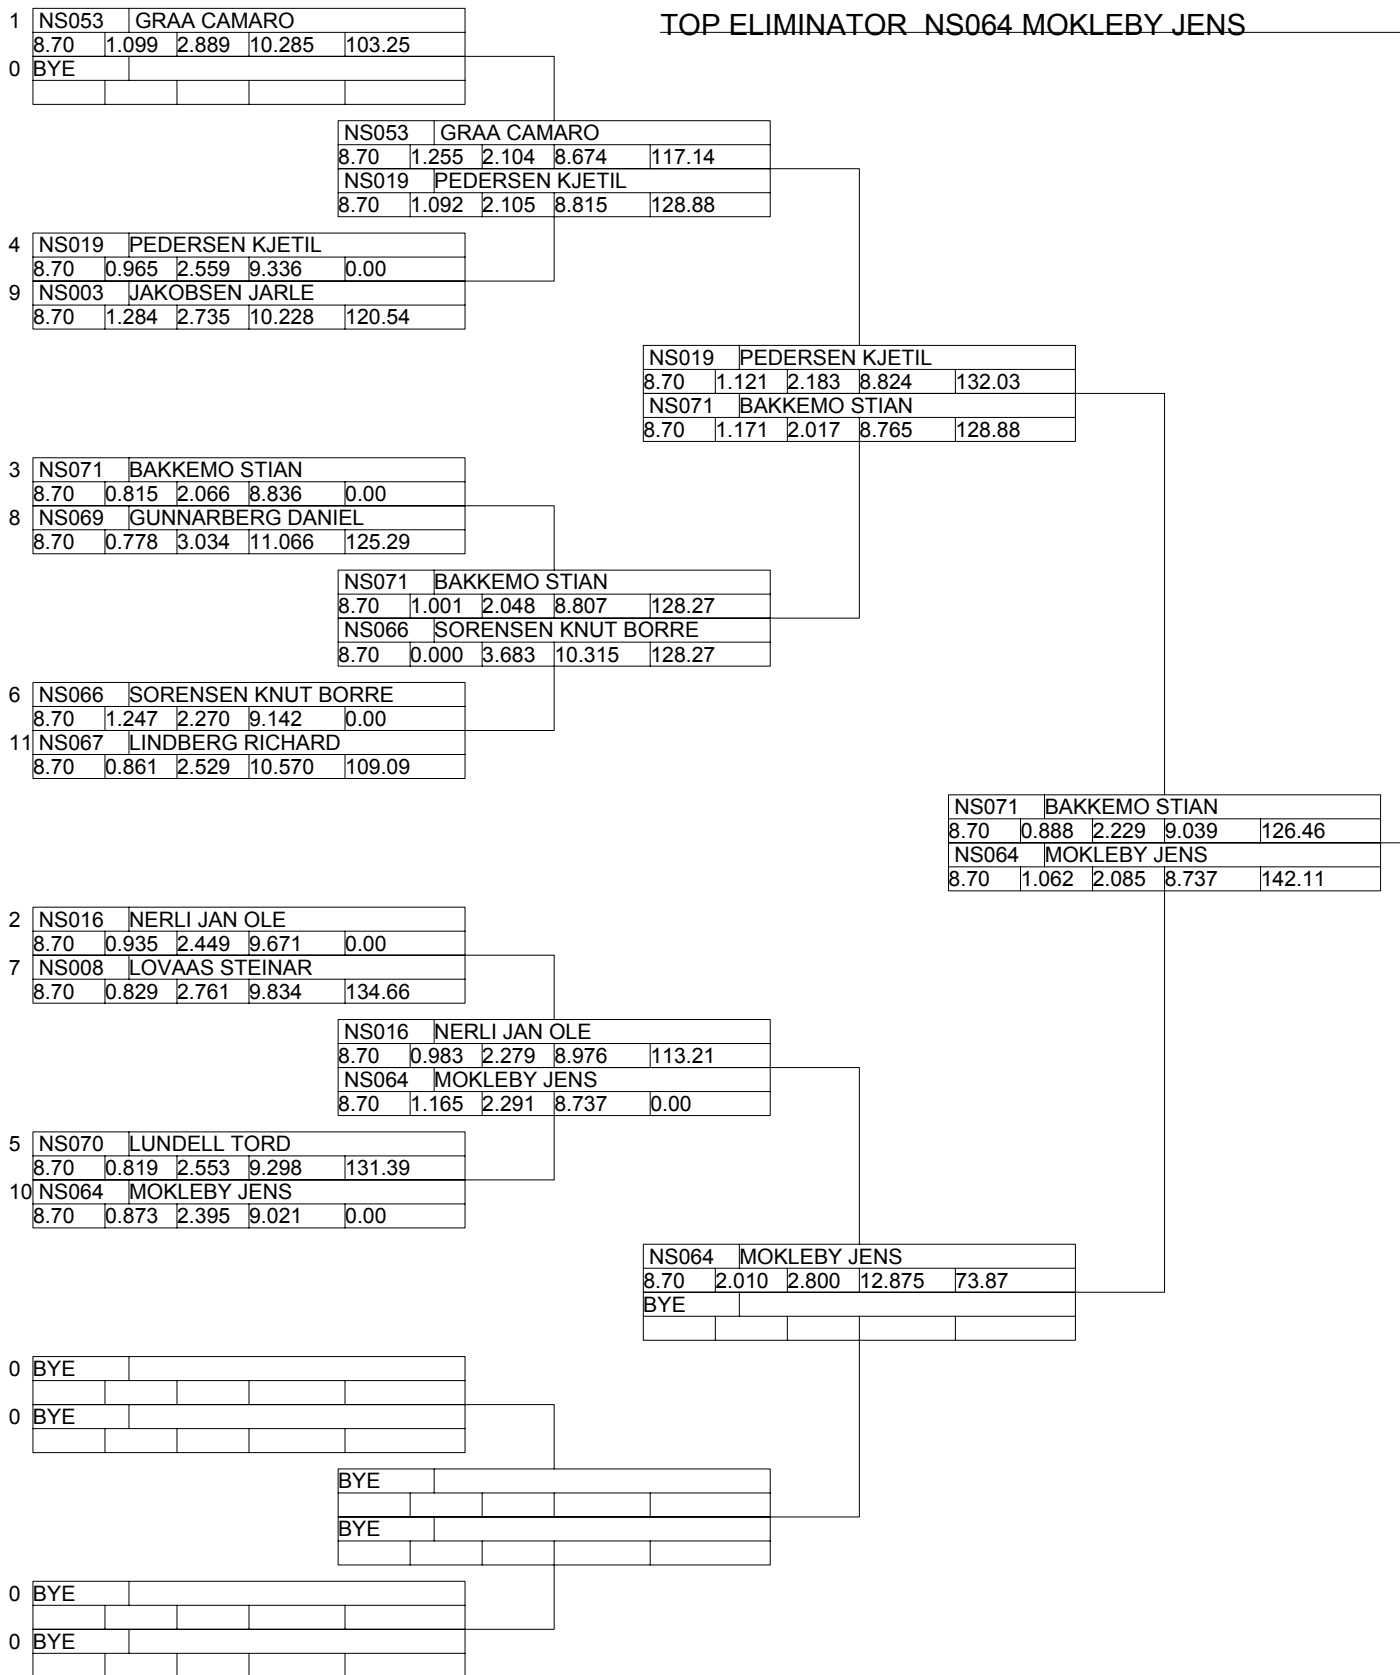 TOP ELIMINATOR NS064 MOKLEBY JENS
1 NS053 GRAA CAMARO
8.70 1.099 2.889 10.285 103.25
0 BYE
NS053 GRAA CAMARO
8.70 1.255 2.104 8.674 117.14
NS019 PEDERSEN KJETIL
8.70 1.092 2.105 8.815 128.88
4 NS019 PEDERSEN KJETIL
8.70 0.965 2.559 9.336 0.00
9 NS003 JAKOBSEN JARLE
8.70 1.284 2.735 10.228 120.54
NS019 PEDERSEN KJETIL
8.70 1.121 2.183 8.824 132.03
NS071 BAKKEMO STIAN
8.70 1.171 2.017 8.765 128.88
3 NS071 BAKKEMO STIAN
8.70 0.815 2.066 8.836 0.00
8 NS069 GUNNARBERG DANIEL
8.70 0.778 3.034 11.066 125.29
NS071 BAKKEMO STIAN
8.70 1.001 2.048 8.807 128.27
NS066 SORENSEN KNUT BORRE
8.70 0.000 3.683 10.315 128.27
6 NS066 SORENSEN KNUT BORRE
8.70 1.247 2.270 9.142 0.00
11 NS067 LINDBERG RICHARD
8.70 0.861 2.529 10.570 109.09
NS071 BAKKEMO STIAN
8.70 0.888 2.229 9.039 126.46
NS064 MOKLEBY JENS
8.70 1.062 2.085 8.737 142.11
2 NS016 NERLI JAN OLE
8.70 0.935 2.449 9.671 0.00
7 NS008 LOVAAS STEINAR
8.70 0.829 2.761 9.834 134.66
NS016 NERLI JAN OLE
8.70 0.983 2.279 8.976 113.21
NS064 MOKLEBY JENS
8.70 1.165 2.291 8.737 0.00
5 NS070 LUNDELL TORD
8.70 0.819 2.553 9.298 131.39
10 NS064 MOKLEBY JENS
8.70 0.873 2.395 9.021 0.00
NS064 MOKLEBY JENS
8.70 2.010 2.800 12.875 73.87
BYE
0 BYE
0 BYE
BYE
BYE
0 BYE
0 BYE